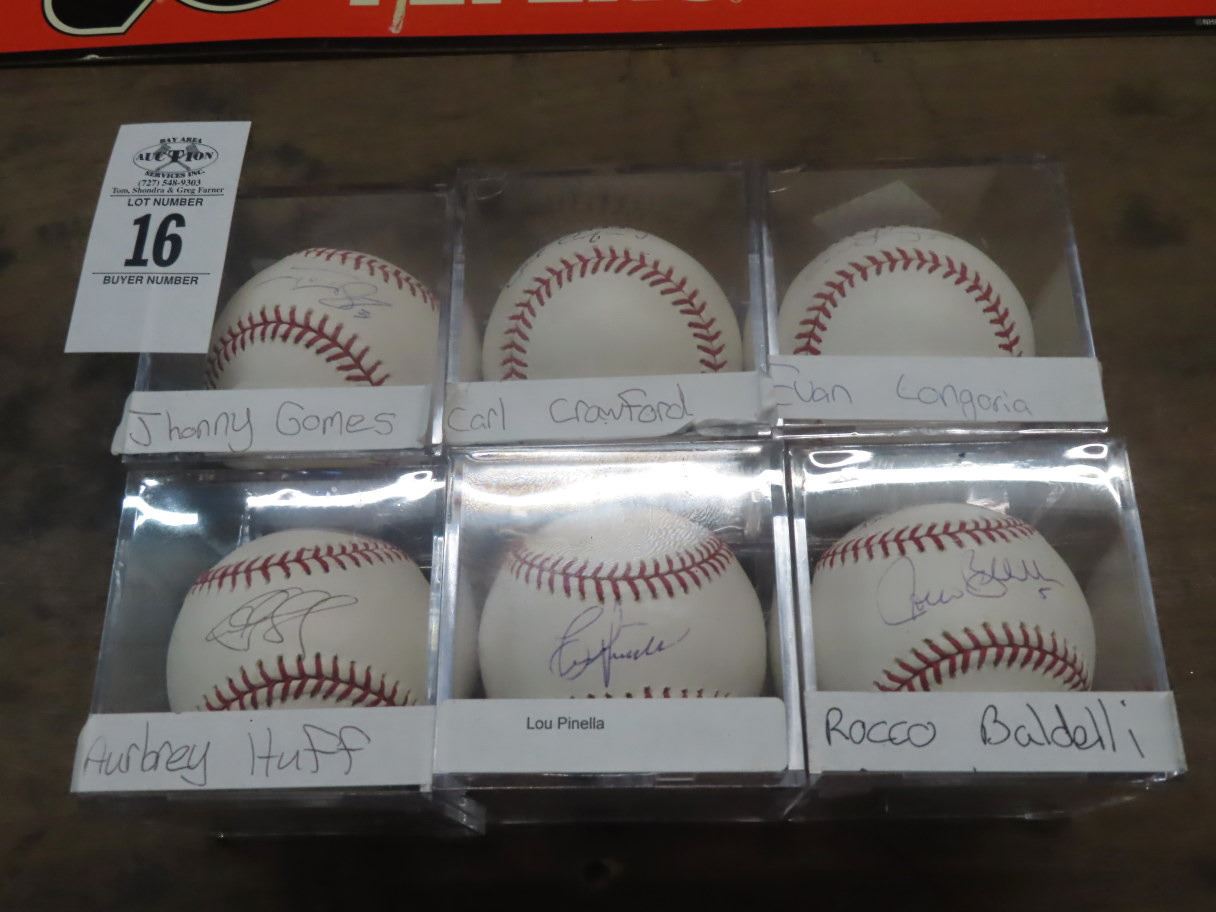 BAY AREA
AUCTION
SERVICES INC.
(727) 548-9303
Tom, Shondra & Greg Farner
LOT NUMBER
16
BUYER NUMBER
Jhonny Gomes
Carl Crawford
Evan Longoria
Aurbrey Huff
Lou Pinella
Rocco Baldelli